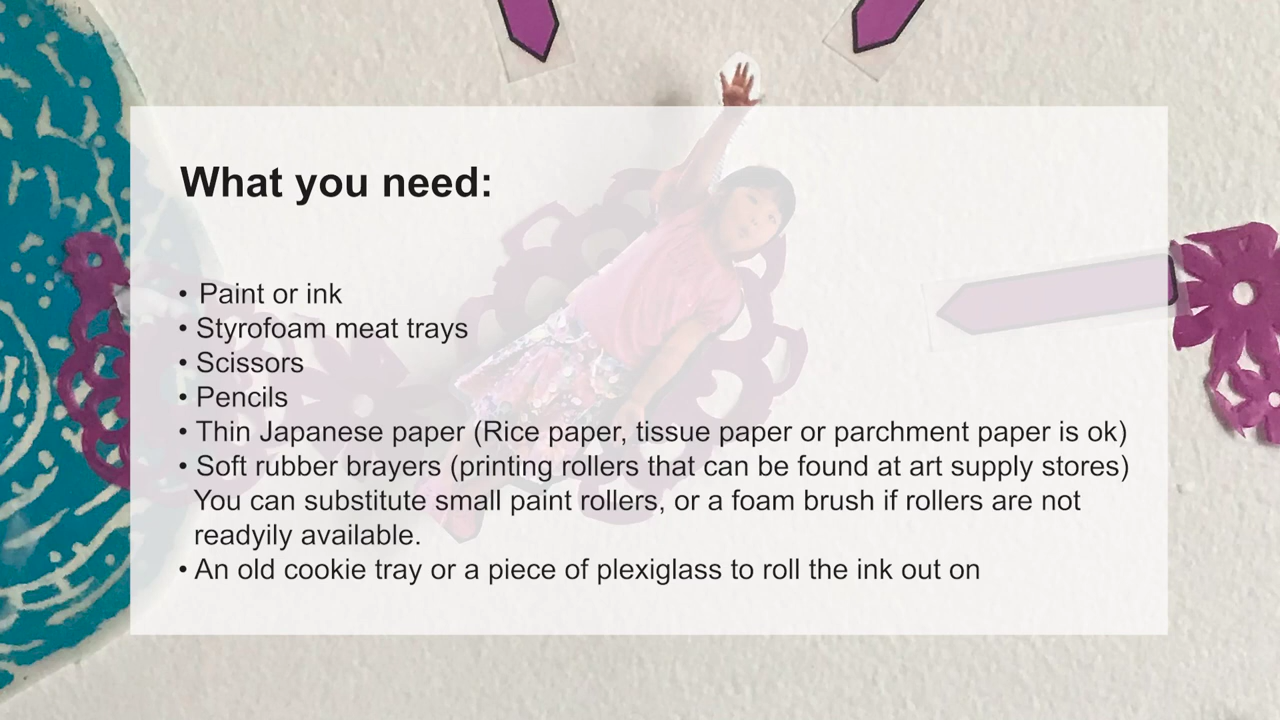 What you need:
• Paint or ink
• Styrofoam meat trays
• Scissors
• Pencils
• Thin Japanese paper (Rice paper, tissue paper or parchment paper is ok)
• Soft rubber brayers (printing rollers that can be found at art supply stores)
You can substitute small paint rollers, or a foam brush if rollers are not
readyily available.
• An old cookie tray or a piece of plexiglass to roll the ink out on